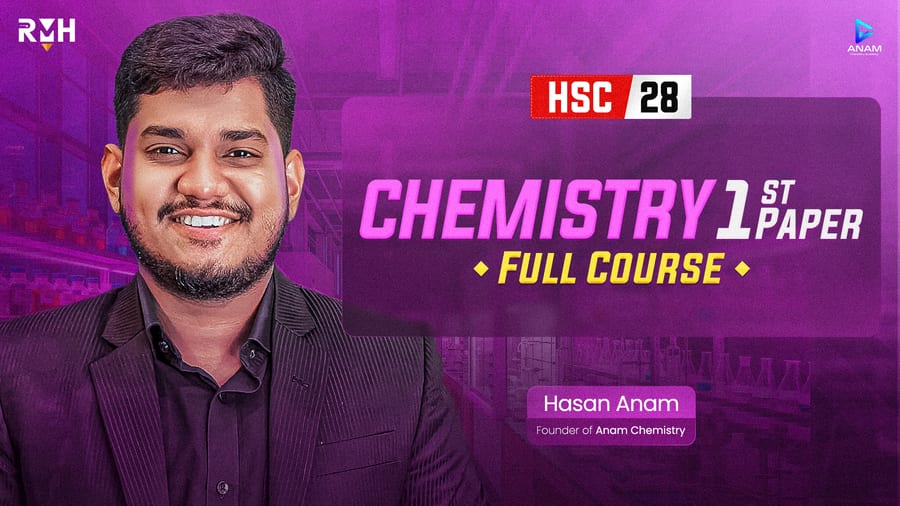 RMH
ANAM
HSC 28
CHEMISTRY 1ST PAPER
FULL COURSE
Hasan Anam
Founder of Anam Chemistry